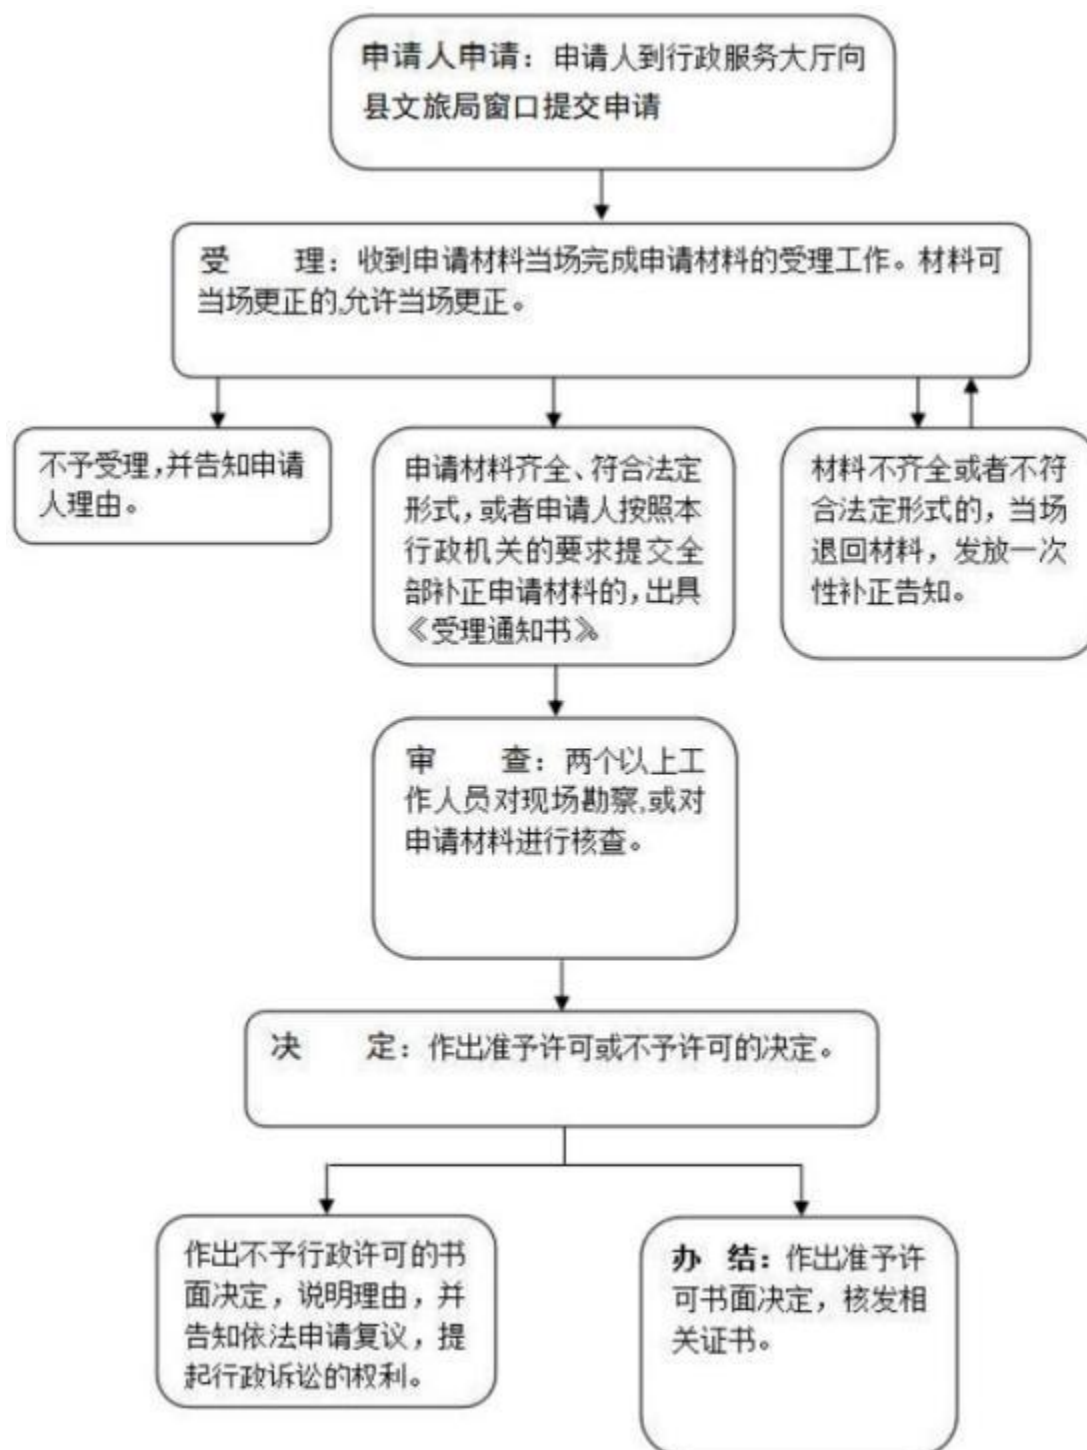 申请人申请：申请人到行政服务大厅向
县文旅局窗口提交申请
受 理：收到申请材料当场完成申请材料的受理工作。材料可
当场更正的,允许当场更正。
不予受理,并告知申请
人理由。
申请材料齐全、符合法定
形式,或者申请人按照本
行政机关的要求提交全
部补正申请材料的,出具
《受理通知书》。
材料不齐全或者不符
合法定形式的，当场
退回材料，发放一次
性补正告知。
审 查：两个以上工
作人员对现场勘察,或对
申请材料进行核查。
决 定：作出准予许可或不予许可的决定。
作出不予行政许可的书
面决定，说明理由，并
告知依法申请复议，提
起行政诉讼的权利。
办 结：作出准予许
可书面决定，核发相
关证书。